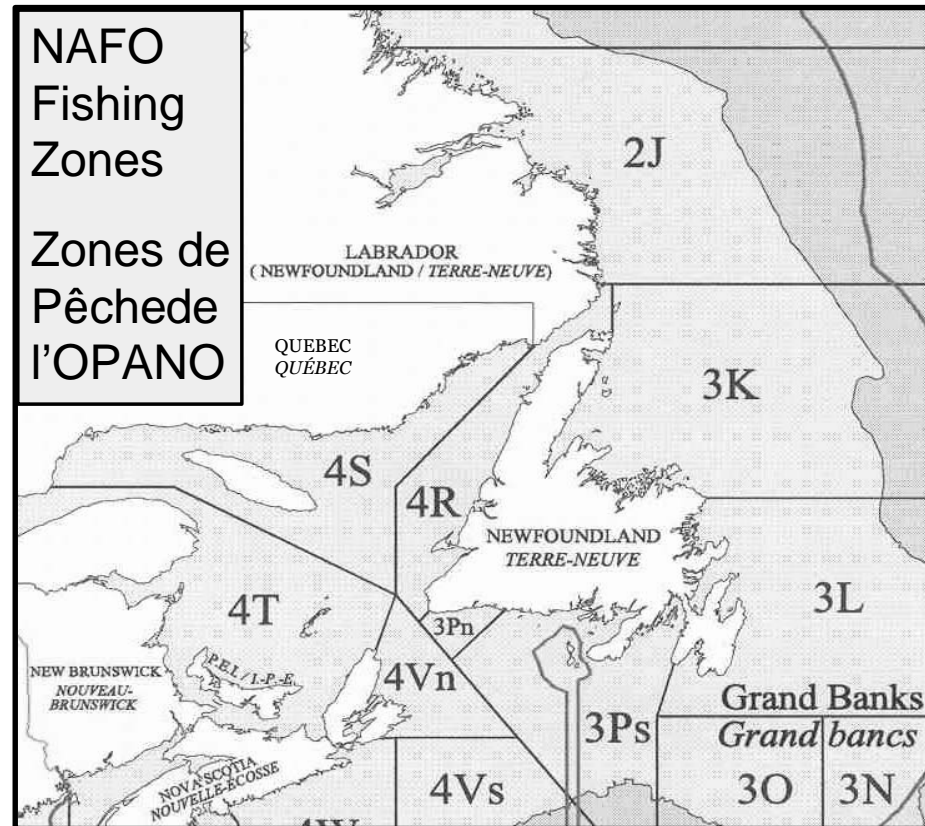 NAFO
Fishing
Zones
Zones de
Pêchede
l'OPANO
2J
LABRADOR
( NEWFOUNDLAND / TERRE-NEUVE)
QUEBEC
QUÉBEC
3K
4S
4R
NEWFOUNDLAND
TERRE-NEUVE
3L
4T
3Pn
P.E.I. / I.-P.-E.
NEW BRUNSWICK
NOUVEAU-
BRUNSWICK
4Vn
Grand Banks
Grand bancs
3Ps
NOVA SCOTIA
NOUVELLE-ÉCOSSE
4Vs
3O
3N